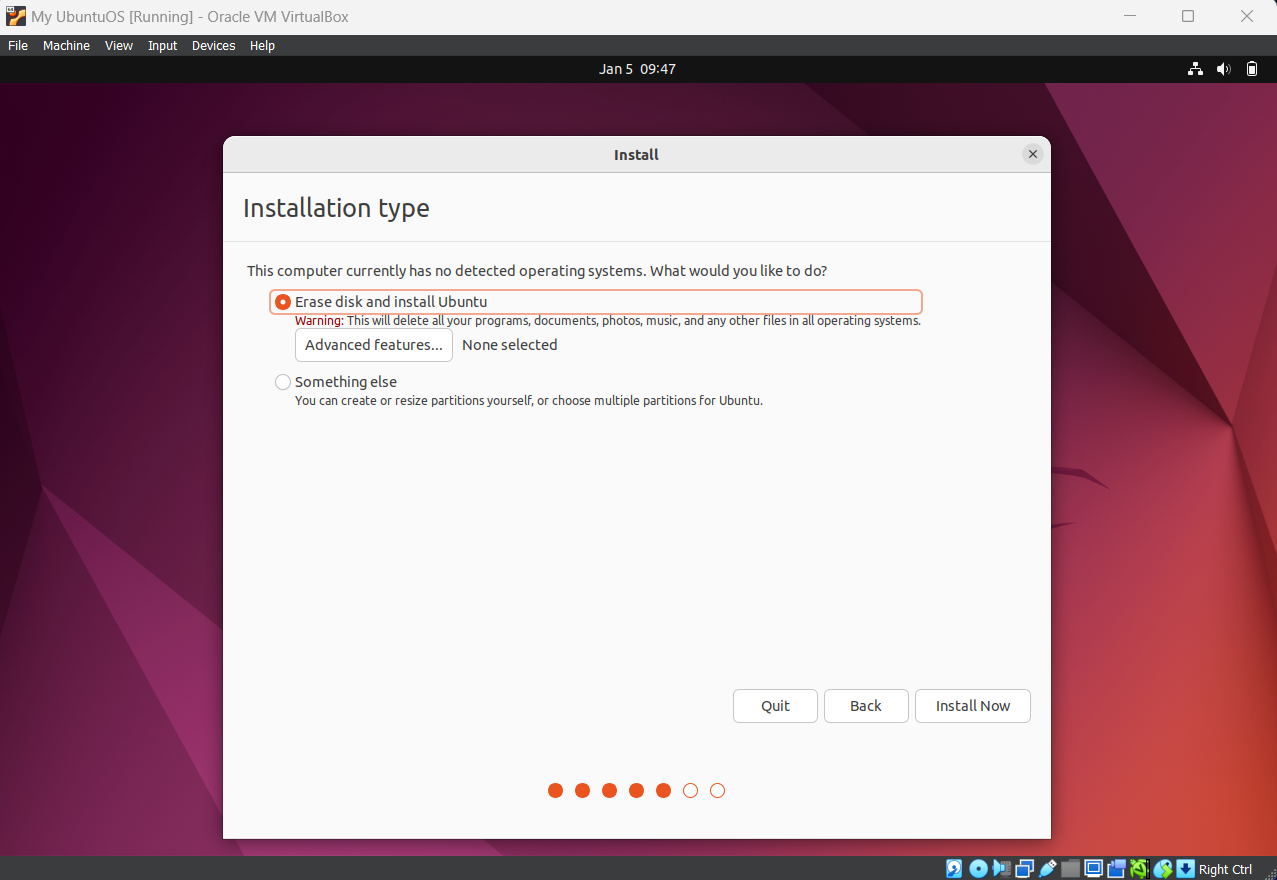 My UbuntuOS [Running] - Oracle VM VirtualBox
File Machine View Input Devices Help
Jan 5 09:47
Install
Installation type
This computer currently has no detected operating systems. What would you like to do?
Erase disk and install Ubuntu
Warning: This will delete all your programs, documents, photos, music, and any other files in all operating systems.
Advanced features... None selected
Something else
You can create or resize partitions yourself, or choose multiple partitions for Ubuntu.
Quit Back Install Now
Right Ctrl